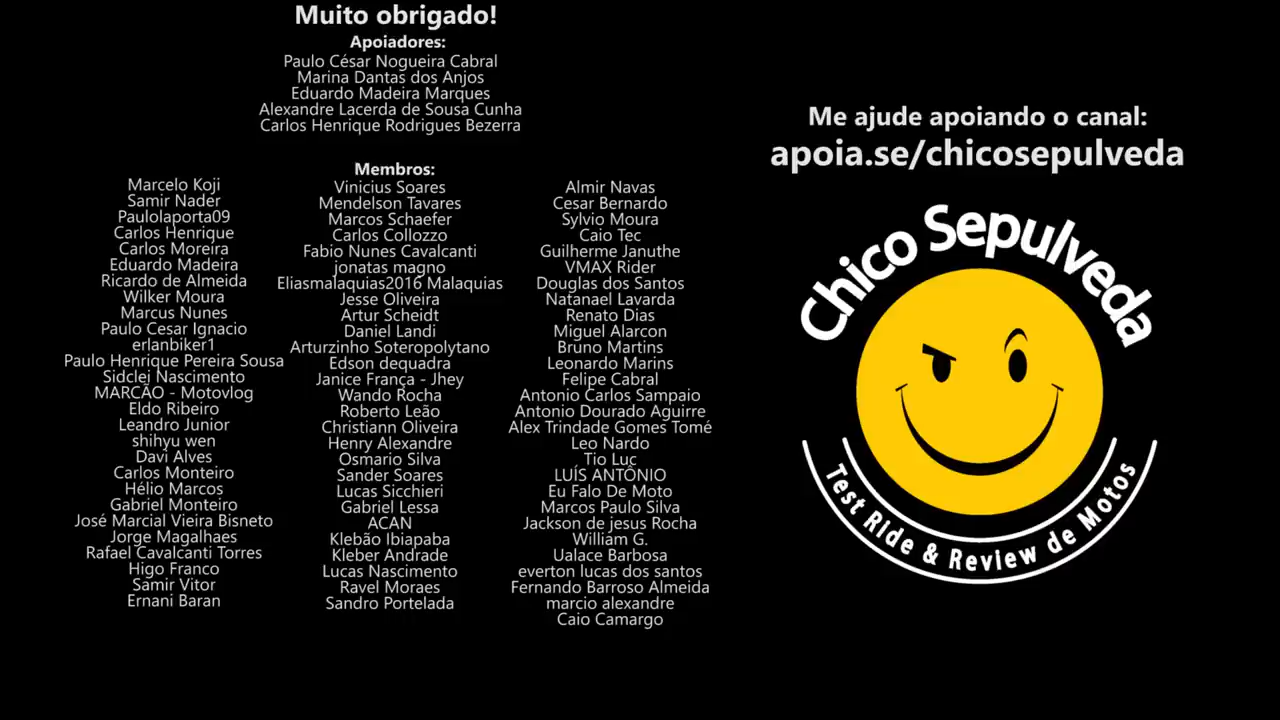 Muito obrigado!
Apoiadores:
Paulo César Nogueira Cabral
Marina Dantas dos Anjos
Eduardo Madeira Marques
Alexandre Lacerda de Sousa Cunha
Carlos Henrique Rodrigues Bezerra
Marcelo Koji
Samir Nader
Paulolaporta09
Carlos Henrique
Carlos Moreira
Eduardo Madeira
Ricardo de Almeida
Wilker Moura
Marcus Nunes
Paulo Cesar Ignacio
erlanbiker1
Paulo Henrique Pereira Sousa
Sidclei Nascimento
MARCÃO - Motovlog
Eldo Ribeiro
Leandro Junior
shihyu wen
Davi Alves
Carlos Monteiro
Hélio Marcos
Gabriel Monteiro
José Marcial Vieira Bisneto
Jorge Magalhaes
Rafael Cavalcanti Torres
Higo Franco
Samir Vitor
Ernani Baran
Membros:
Vinicius Soares
Mendelson Tavares
Marcos Schaefer
Carlos Collozzo
Fabio Nunes Cavalcanti
jonatas magno
Eliasmalaquias2016 Malaquias
Jesse Oliveira
Artur Scheidt
Daniel Landi
Arturzinho Soteropolytano
Edson dequadra
Janice França - Jhey
Wando Rocha
Roberto Leão
Christiann Oliveira
Henry Alexandre
Osmario Silva
Sander Soares
Lucas Sicchieri
Gabriel Lessa
ACAN
Klebão Ibiapaba
Kleber Andrade
Lucas Nascimento
Ravel Moraes
Sandro Portelada
Almir Navas
Cesar Bernardo
Sylvio Moura
Caio Tec
Guilherme Januthe
VMAX Rider
Douglas dos Santos
Natanael Lavarda
Renato Dias
Miguel Alarcon
Bruno Martins
Leonardo Marins
Felipe Cabral
Antonio Carlos Sampaio
Antonio Dourado Aguirre
Alex Trindade Gomes Tomé
Leo Nardo
Tio Luc
LUÍS ANTÔNIO
Eu Falo De Moto
Marcos Paulo Silva
Jackson de jesus Rocha
William G.
Ualace Barbosa
everton lucas dos santos
Fernando Barroso Almeida
marcio alexandre
Caio Camargo
Me ajude apoiando o canal:
apoia.se/chicosepulveda
Chico Sepulveda
Test Ride & Review de Motos